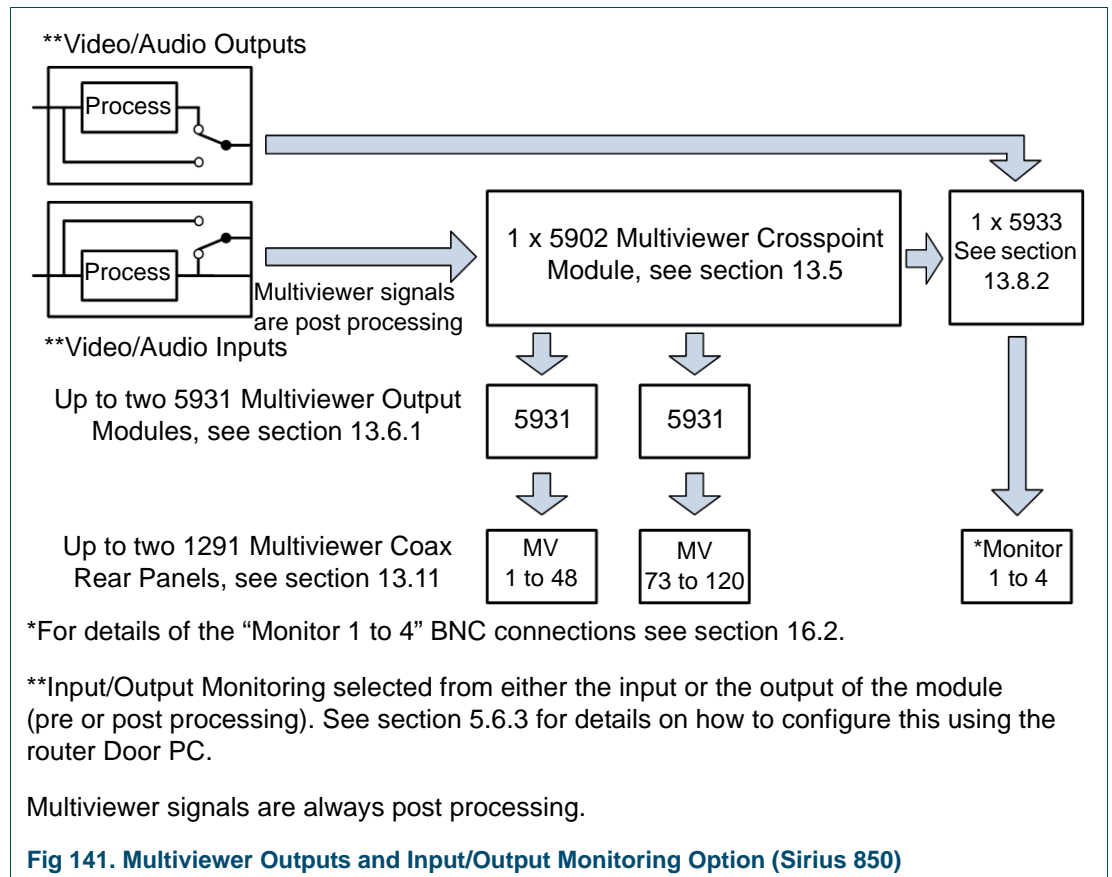 **Video/Audio Outputs
Process
Process
Multiviewer signals
are post processing
**Video/Audio Inputs
1 x 5902 Multiviewer Crosspoint
Module, see section 13.5
1 x 5933
See section
13.8.2
Up to two 5931 Multiviewer Output
Modules, see section 13.6.1
5931
5931
Up to two 1291 Multiviewer Coax
Rear Panels, see section 13.11
MV
1 to 48
MV
73 to 120
*Monitor
1 to 4
*For details of the “Monitor 1 to 4” BNC connections see section 16.2.
**Input/Output Monitoring selected from either the input or the output of the module
(pre or post processing). See section 5.6.3 for details on how to configure this using the
router Door PC.
Multiviewer signals are always post processing.
Fig 141. Multiviewer Outputs and Input/Output Monitoring Option (Sirius 850)